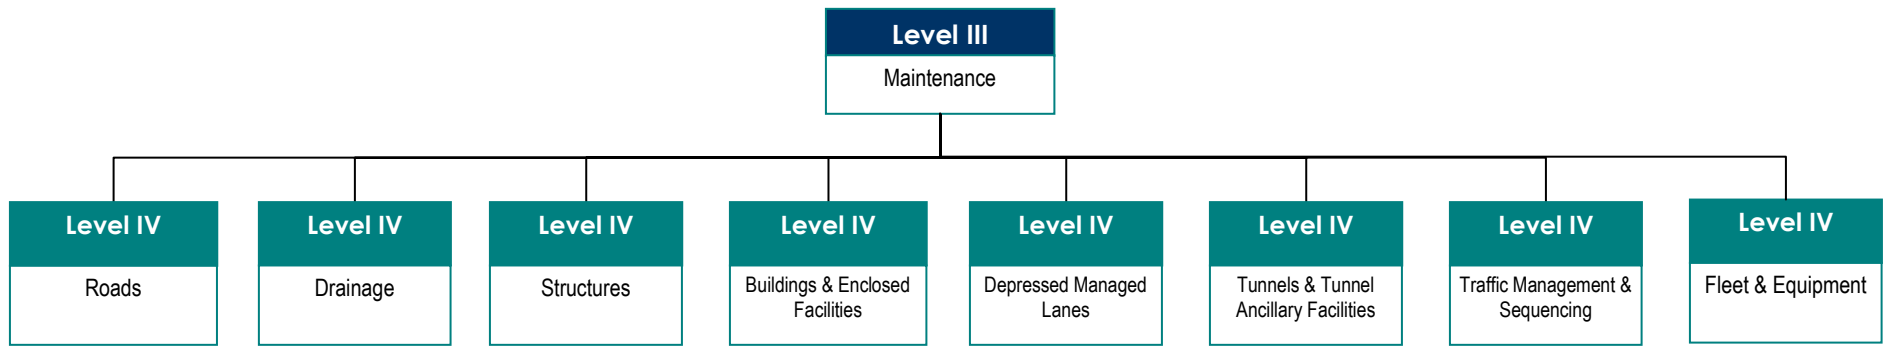 Level III
Maintenance
Level IV
Roads
Level IV
Drainage
Level IV
Structures
Level IV
Buildings & Enclosed
Facilities
Level IV
Depressed Managed
Lanes
Level IV
Tunnels & Tunnel
Ancillary Facilities
Level IV
Traffic Management &
Sequencing
Level IV
Fleet & Equipment